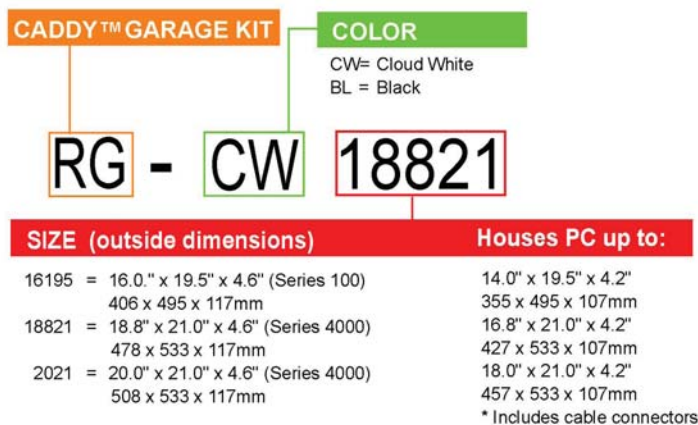 CADDY™ GARAGE KIT
COLOR
CW= Cloud White
BL = Black
RG - CW 18821
SIZE (outside dimensions) Houses PC up to:
16195 = 16.0." x 19.5" x 4.6" (Series 100) 14.0" x 19.5" x 4.2"
406 x 495 x 117mm 355 x 495 x 107mm
18821 = 18.8" x 21.0" x 4.6" (Series 4000) 16.8" x 21.0" x 4.2"
478 x 533 x 117mm 427 x 533 x 107mm
2021 = 20.0" x 21.0" x 4.6" (Series 4000) 18.0" x 21.0" x 4.2"
508 x 533 x 117mm 457 x 533 x 107mm
* Includes cable connectors